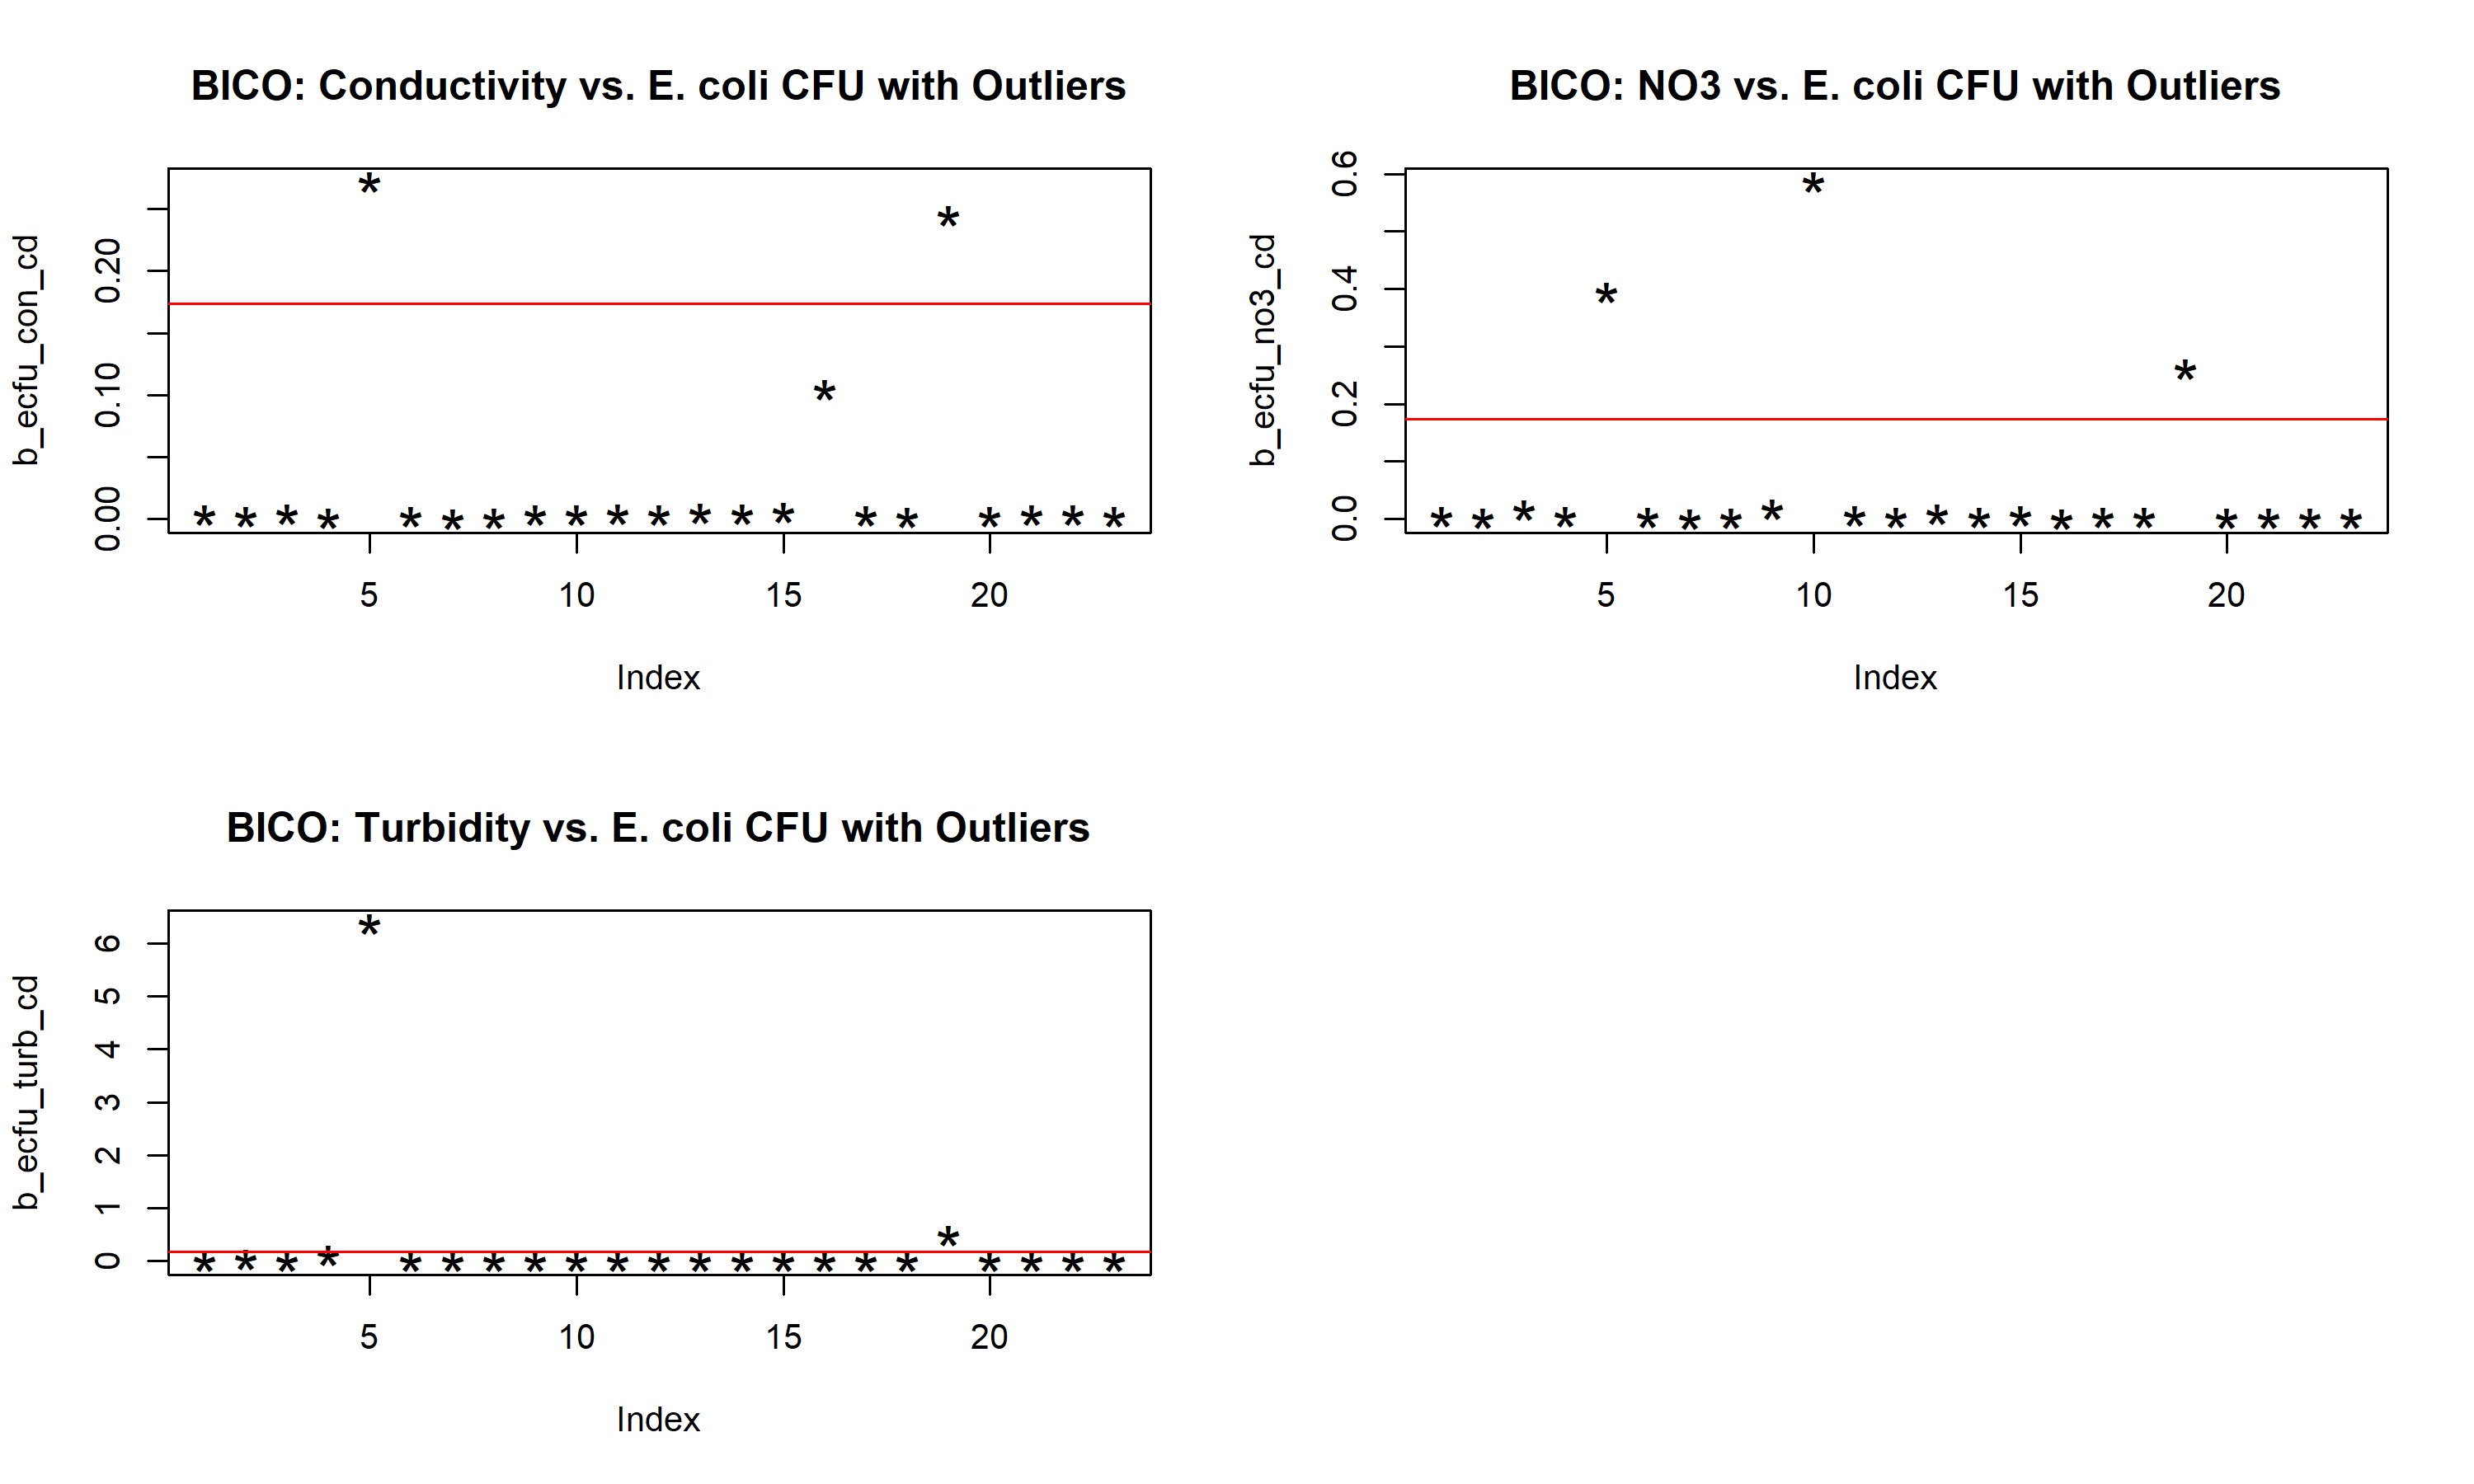 BICO: Conductivity vs. E. coli CFU with Outliers
b_ecfu_con_cd
0.00 0.10 0.20
* * * * * * * * * * * * * * * * * * * * * * *
5 10 15 20
Index
BICO: NO3 vs. E. coli CFU with Outliers
b_ecfu_no3_cd
0.0 0.2 0.4 0.6
* * * * * * * * * * * * * * * * * * * * * * *
5 10 15 20
Index
BICO: Turbidity vs. E. coli CFU with Outliers
b_ecfu_turb_cd
0 1 2 3 4 5 6
* * * * * * * * * * * * * * * * * * * * * * *
5 10 15 20
Index